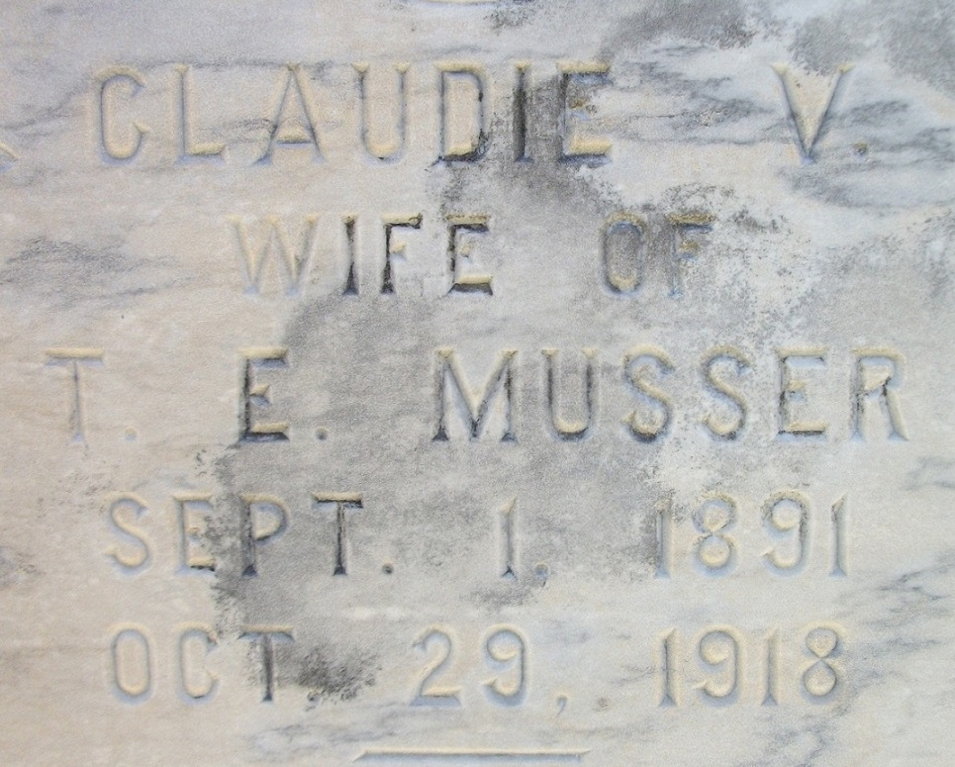 CLAUDIE V.
WIFE OF
T. E. MUSSER
SEPT. 1, 1891
OCT 29, 1918